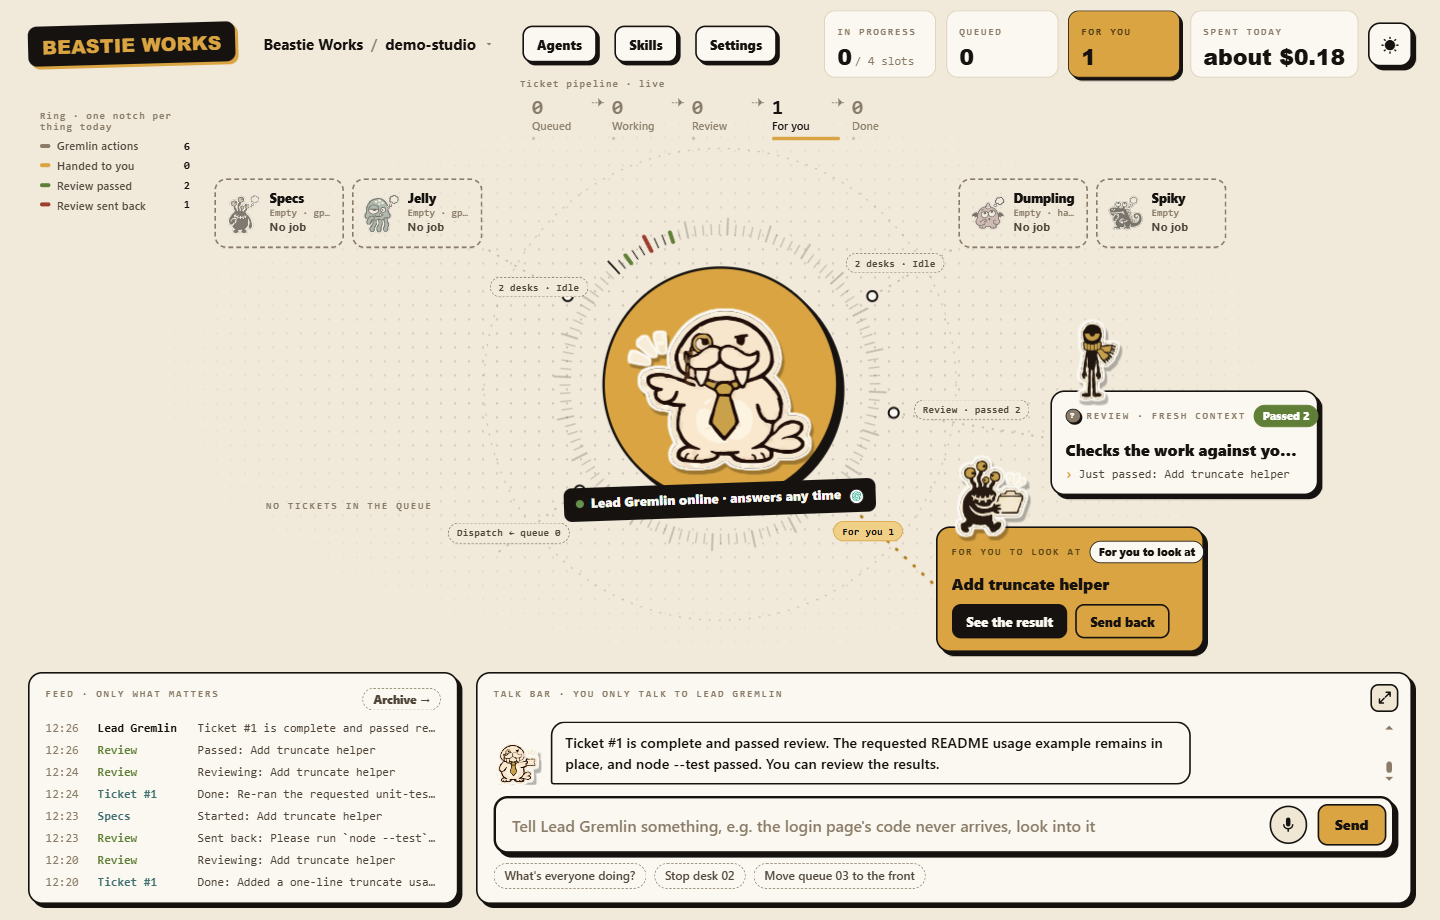 BEASTIE WORKS
Beastie Works / demo-studio
Agents
Skills
Settings
IN PROGRESS
0 / 4 slots
QUEUED
0
FOR YOU
1
SPENT TODAY
about $0.18
Ticket pipeline · live
0 → 0 → 0 → 1 → 0
Queued Working Review For you Done
Ring · one notch per
thing today
Gremlin actions 6
Handed to you 0
Review passed 2
Review sent back 1
Specs
Empty · gp…
No job
Jelly
Empty · gp…
No job
Dumpling
Empty · ha…
No job
Spiky
Empty
No job
2 desks · Idle
2 desks · Idle
Review · passed 2
?
REVIEW · FRESH CONTEXT
Passed 2
Checks the work against yo…
› Just passed: Add truncate helper
Lead Gremlin online · answers any time
NO TICKETS IN THE QUEUE
Dispatch ← queue 0
For you 1
FOR YOU TO LOOK AT
For you to look at
Add truncate helper
See the result
Send back
FEED · ONLY WHAT MATTERS
Archive →
12:26 Lead Gremlin Ticket #1 is complete and passed re…
12:26 Review Passed: Add truncate helper
12:24 Review Reviewing: Add truncate helper
12:24 Ticket #1 Done: Re-ran the requested unit-tes…
12:23 Specs Started: Add truncate helper
12:23 Review Sent back: Please run `node --test`…
12:20 Review Reviewing: Add truncate helper
12:20 Ticket #1 Done: Added a one-line truncate usa…
TALK BAR · YOU ONLY TALK TO LEAD GREMLIN
Ticket #1 is complete and passed review. The requested README usage example remains in
place, and node --test passed. You can review the results.
Tell Lead Gremlin something, e.g. the login page's code never arrives, look into it
Send
What's everyone doing?
Stop desk 02
Move queue 03 to the front